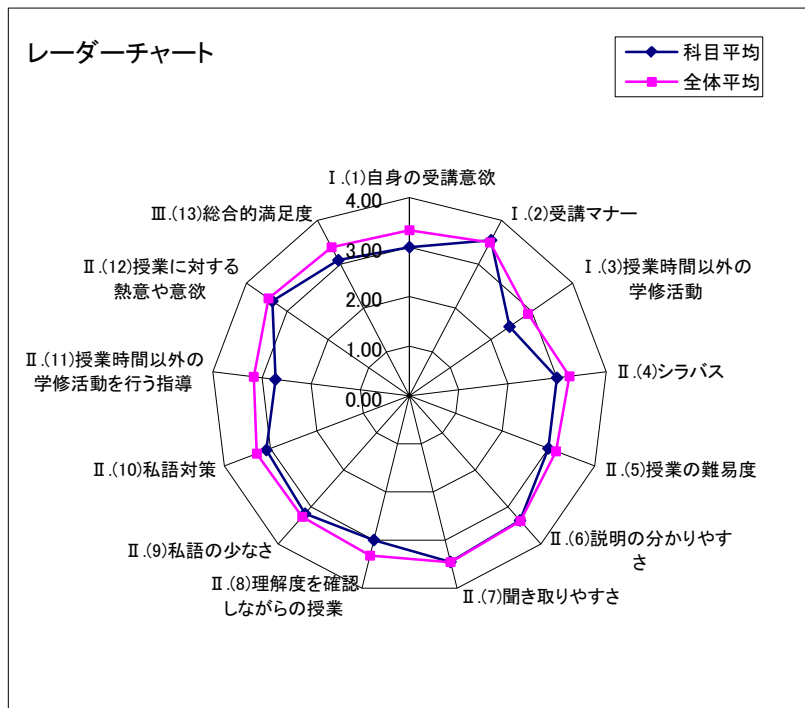 レーダーチャート
科目平均
全体平均
Ⅰ.(1)自身の受講意欲
Ⅰ.(2)受講マナー
Ⅰ.(3)授業時間以外の
学修活動
Ⅱ.(4)シラバス
Ⅱ.(5)授業の難易度
Ⅱ.(6)説明の分かりやす
さ
Ⅱ.(7)聞き取りやすさ
Ⅱ.(8)理解度を確認
しながらの授業
Ⅱ.(9)私語の少なさ
Ⅱ.(10)私語対策
Ⅱ.(11)授業時間以外の
学修活動を行う指導
Ⅱ.(12)授業に対する
熱意や意欲
Ⅲ.(13)総合的満足度
4.00
3.00
2.00
1.00
0.00